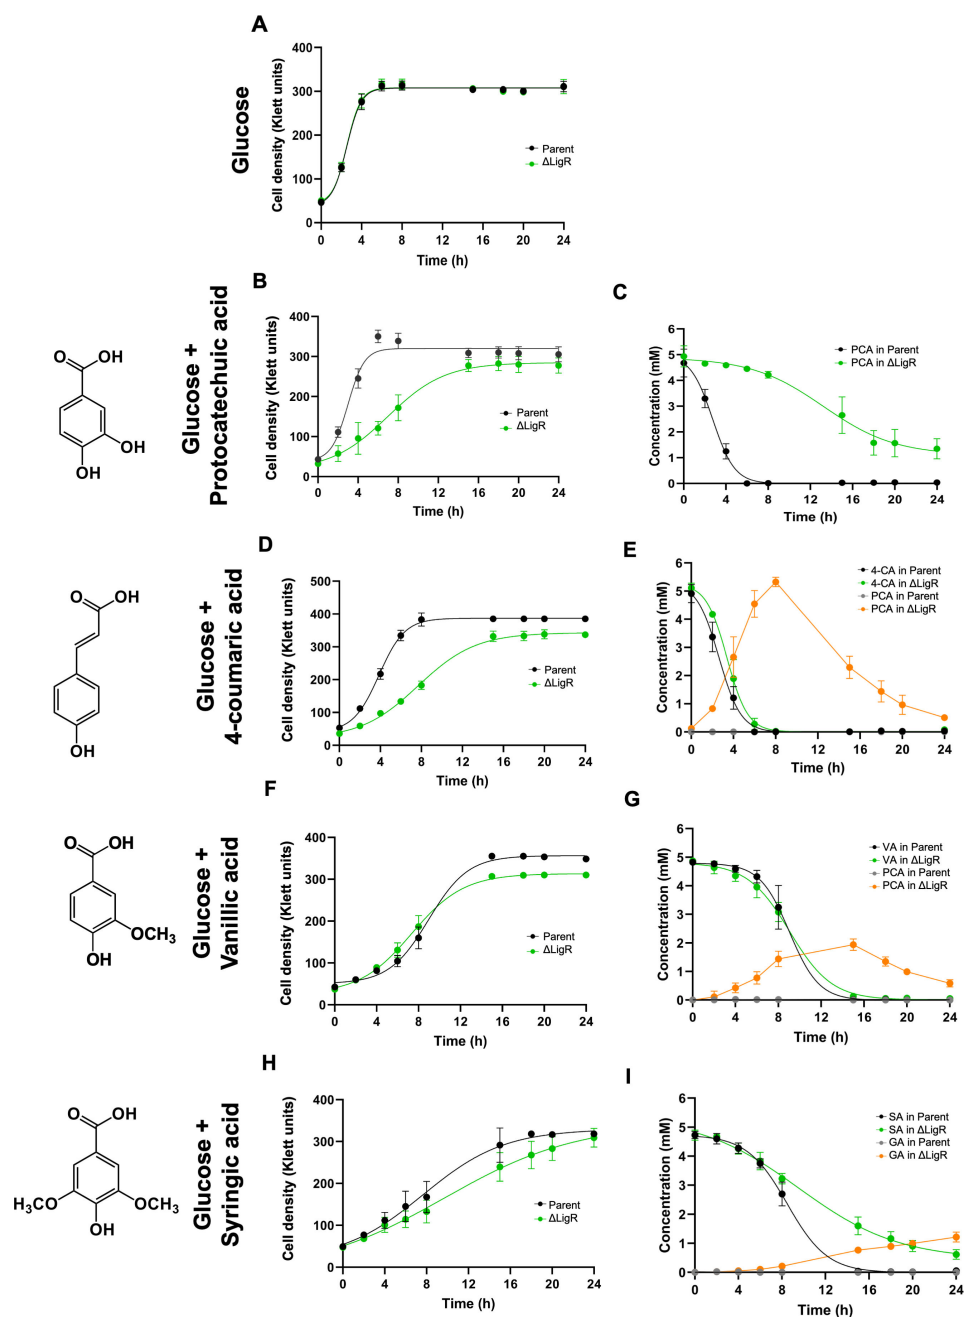 A
Glucose
Cell density (Klett units)
400
300
200
100
0
Parent
ΔLigR
0 4 8 12 16 20 24
Time (h)
B
C
Glucose +
Protocatechuic acid
O OH
OH
OH
Cell density (Klett units)
400
300
200
100
0
Parent
ΔLigR
0 4 8 12 16 20 24
Time (h)
Concentration (mM)
6
5
4
3
2
1
0
PCA in Parent
PCA in ΔLigR
0 4 8 12 16 20 24
Time (h)
D
E
Glucose +
4-coumaric acid
O OH
OH
Cell density (Klett units)
500
400
300
200
100
0
Parent
ΔLigR
0 4 8 12 16 20 24
Time (h)
Concentration (mM)
6
5
4
3
2
1
0
4-CA in Parent
4-CA in ΔLigR
PCA in Parent
PCA in ΔLigR
0 4 8 12 16 20 24
Time (h)
F
G
Glucose +
Vanillic acid
O OH
OCH3
OH
Cell density (Klett units)
400
300
200
100
0
Parent
ΔLigR
0 4 8 12 16 20 24
Time (h)
Concentration (mM)
6
5
4
3
2
1
0
VA in Parent
VA in ΔLigR
PCA in Parent
PCA in ΔLigR
0 4 8 12 16 20 24
Time (h)
H
I
Glucose +
Syringic acid
O OH
H3CO OCH3
OH
Cell density (Klett units)
400
300
200
100
0
Parent
ΔLigR
0 4 8 12 16 20 24
Time (h)
Concentration (mM)
6
5
4
3
2
1
0
SA in Parent
SA in ΔLigR
GA in Parent
GA in ΔLigR
0 4 8 12 16 20 24
Time (h)